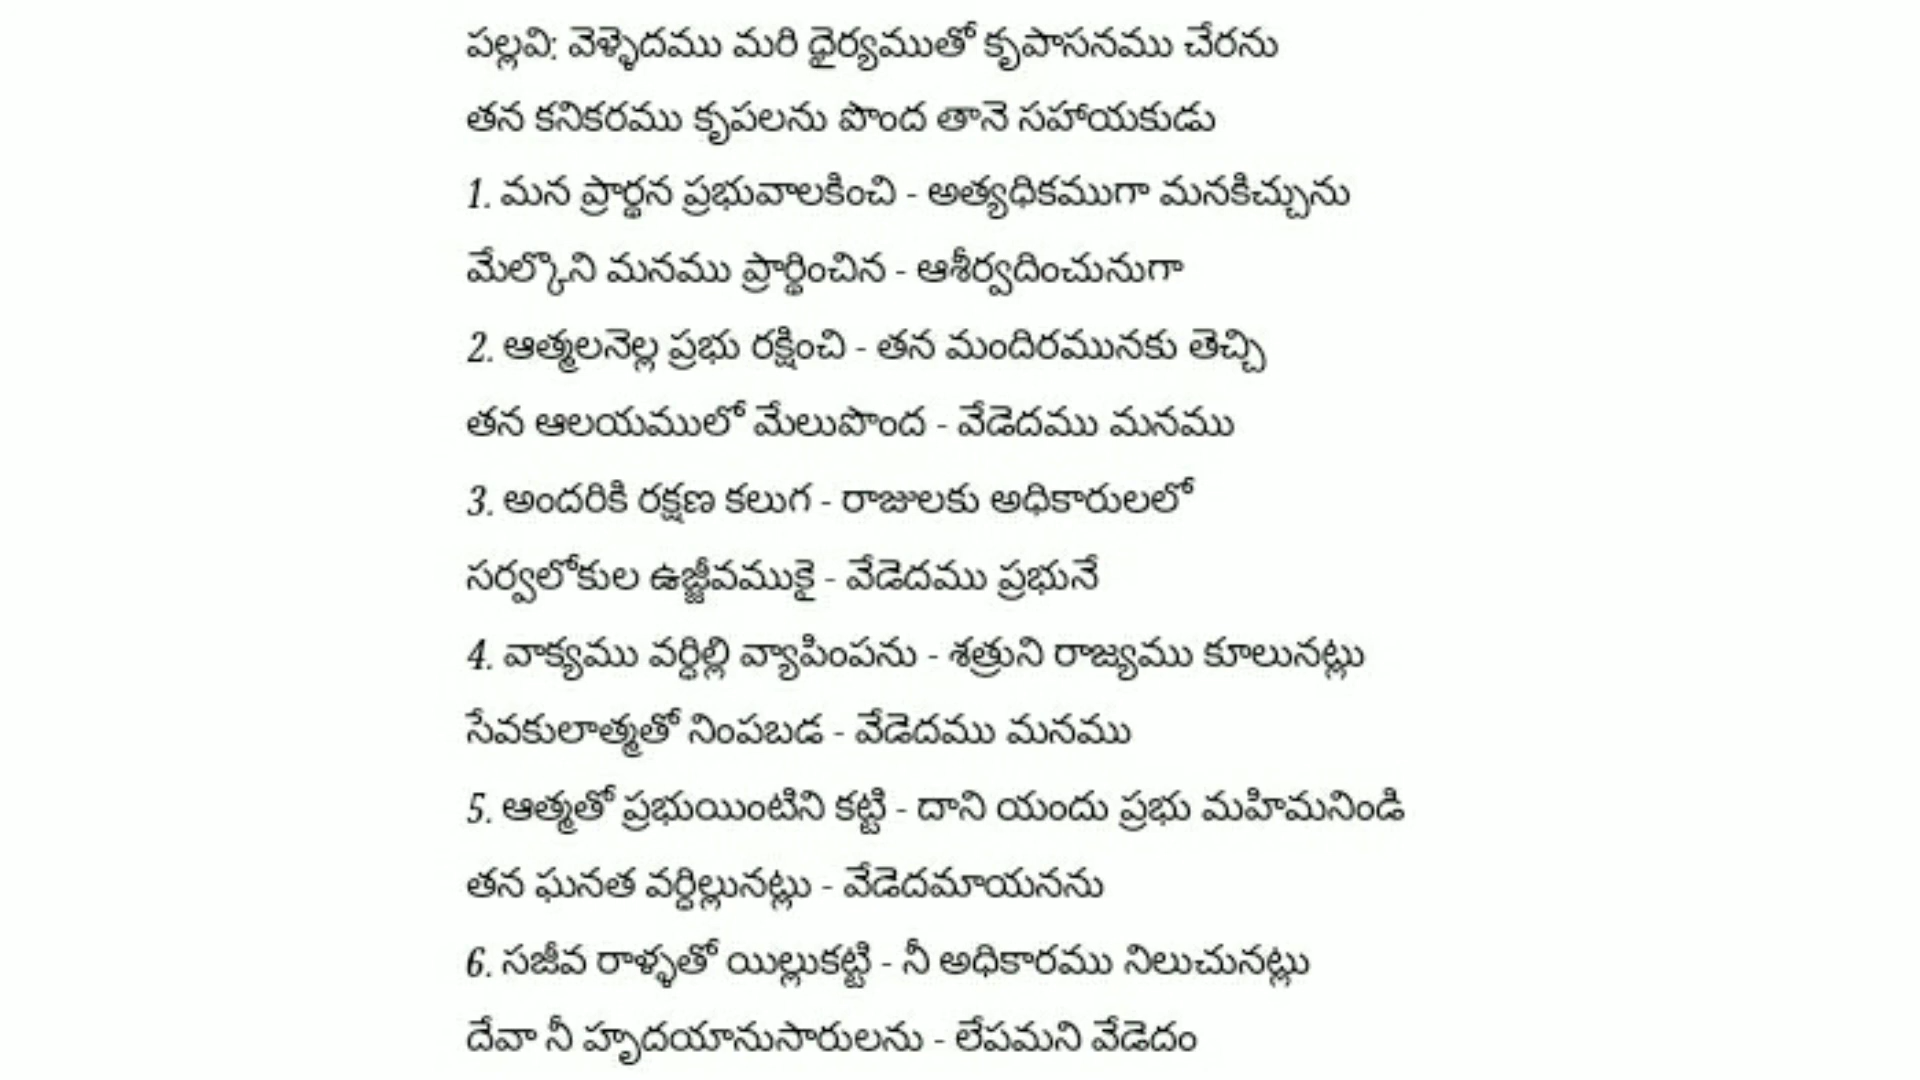 పల్లవి: వెళ్ళెదము మరి ధైర్యముతో కృపాసనము చేరను
తన కనికరము కృపలను పొంద తానె సహాయకుడు
1. మన ప్రార్థన ప్రభువాలకించి - అత్యధికముగా మనకిచ్చును
మేల్కొని మనము ప్రార్థించిన - ఆశీర్వదించునుగా
2. ఆత్మలనెల్ల ప్రభు రక్షించి - తన మందిరమునకు తెచ్చి
తన ఆలయములో మేలుపొంద - వేడెదము మనము
3. అందరికి రక్షణ కలుగ - రాజులకు అధికారులలో
సర్వలోకుల ఉజ్జీవముకై - వేడెదము ప్రభునే
4. వాక్యము వర్ధిల్లి వ్యాపింపను - శత్రుని రాజ్యము కూలునట్లు
సేవకులాత్మతో నింపబడ - వేడెదము మనము
5. ఆత్మతో ప్రభుయింటిని కట్టి - దాని యందు ప్రభు మహిమనిండి
తన ఘనత వర్ధిల్లునట్లు - వేడెదమాయనను
6. సజీవ రాళ్ళతో యిల్లుకట్టి - నీ అధికారము నిలుచునట్లు
దేవా నీ హృదయానుసారులను - లేపమని వేడెదం